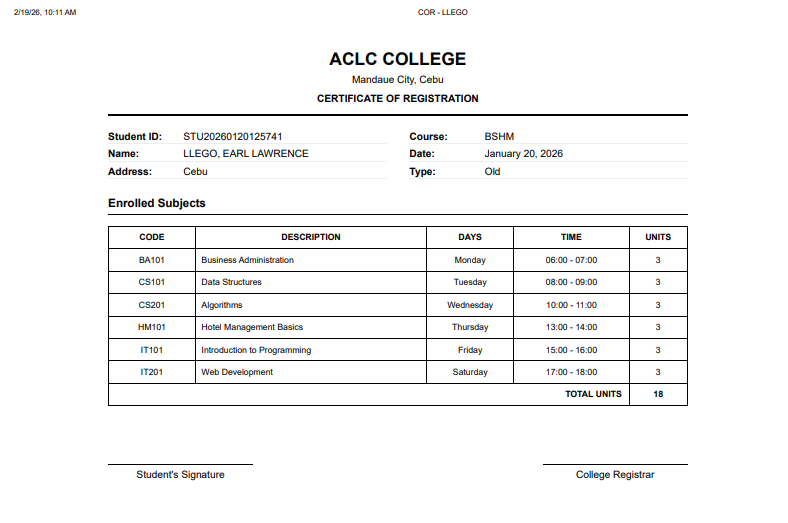 2/19/26, 10:11 AM COR - LLEGO
ACLC COLLEGE
Mandaue City, Cebu
CERTIFICATE OF REGISTRATION
Student ID: STU20260120125741 Course: BSHM
Name: LLEGO, EARL LAWRENCE Date: January 20, 2026
Address: Cebu Type: Old
Enrolled Subjects
CODE DESCRIPTION DAYS TIME UNITS
BA101 Business Administration Monday 06:00 - 07:00 3
CS101 Data Structures Tuesday 08:00 - 09:00 3
CS201 Algorithms Wednesday 10:00 - 11:00 3
HM101 Hotel Management Basics Thursday 13:00 - 14:00 3
IT101 Introduction to Programming Friday 15:00 - 16:00 3
IT201 Web Development Saturday 17:00 - 18:00 3
TOTAL UNITS 18
Student's Signature College Registrar